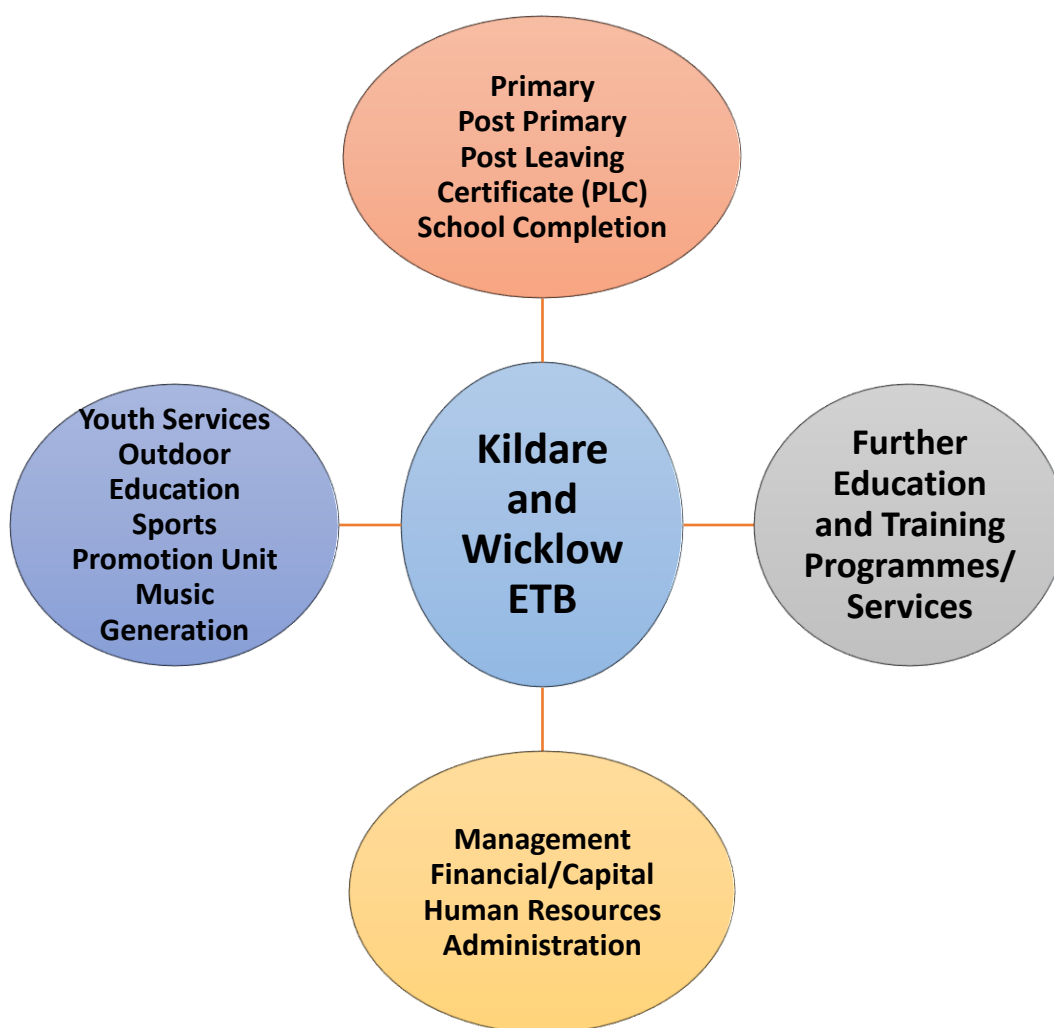 Primary
Post Primary
Post Leaving
Certificate (PLC)
School Completion
Youth Services
Outdoor
Education
Sports
Promotion Unit
Music
Generation
Kildare
and
Wicklow
ETB
Further
Education
and Training
Programmes/
Services
Management
Financial/Capital
Human Resources
Administration